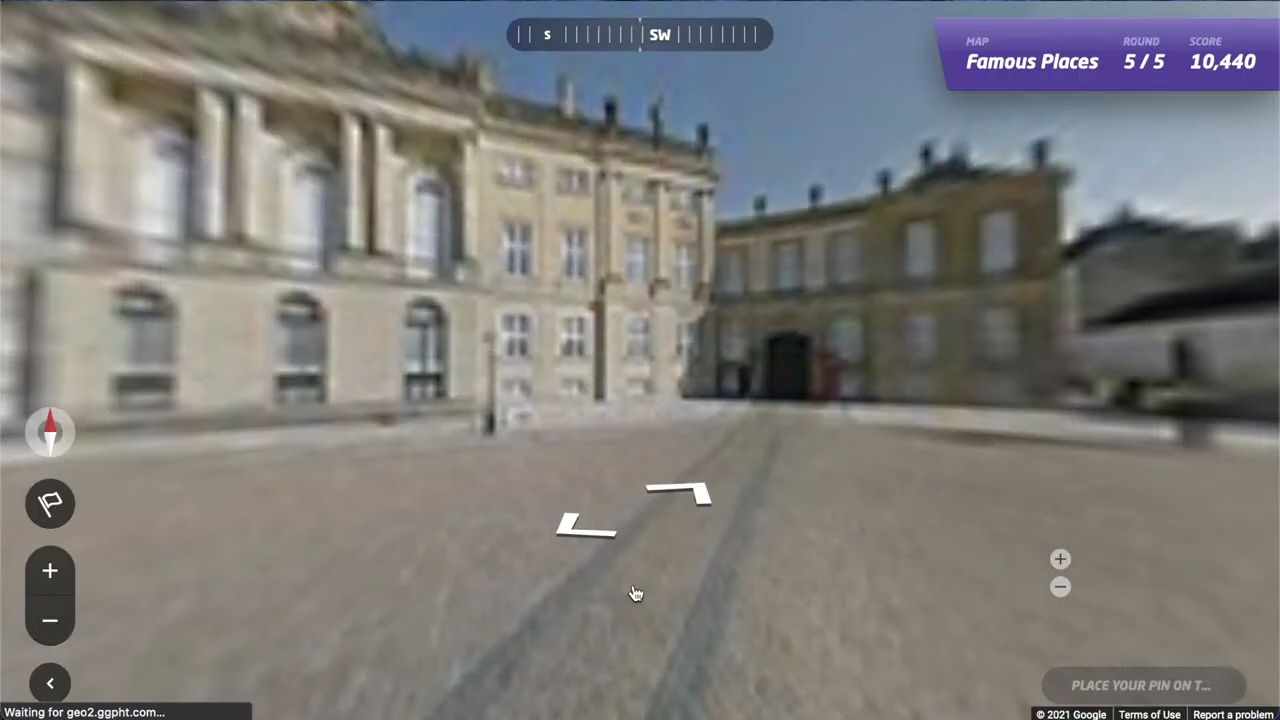 S
SW
MAP
ROUND
SCORE
Famous Places
5 / 5
10,440
PLACE YOUR PIN ON T...
Waiting for geo2.ggpht.com...
© 2021 Google
Terms of Use
Report a problem